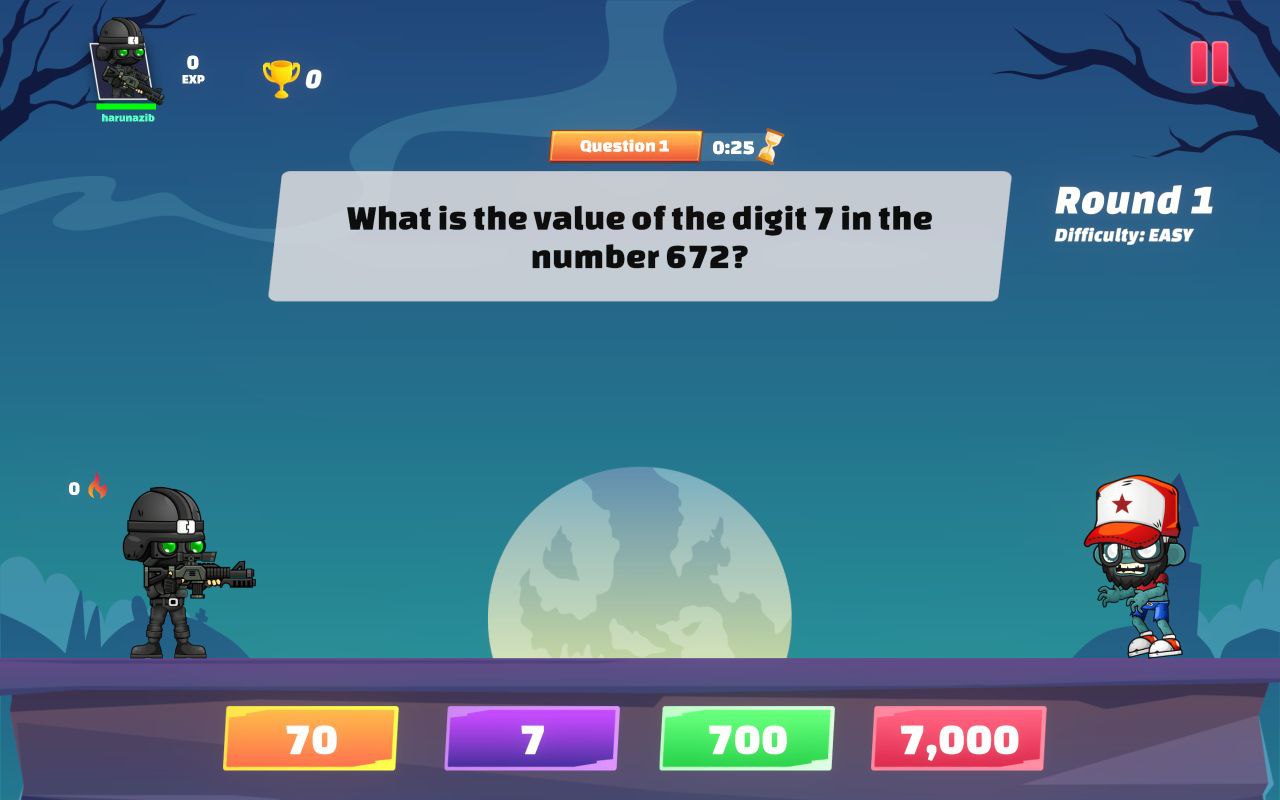 0
EXP
0
harunazib
Question 1
0:25
What is the value of the digit 7 in the
number 672?
Round 1
Difficulty: EASY
0
70
7
700
7,000